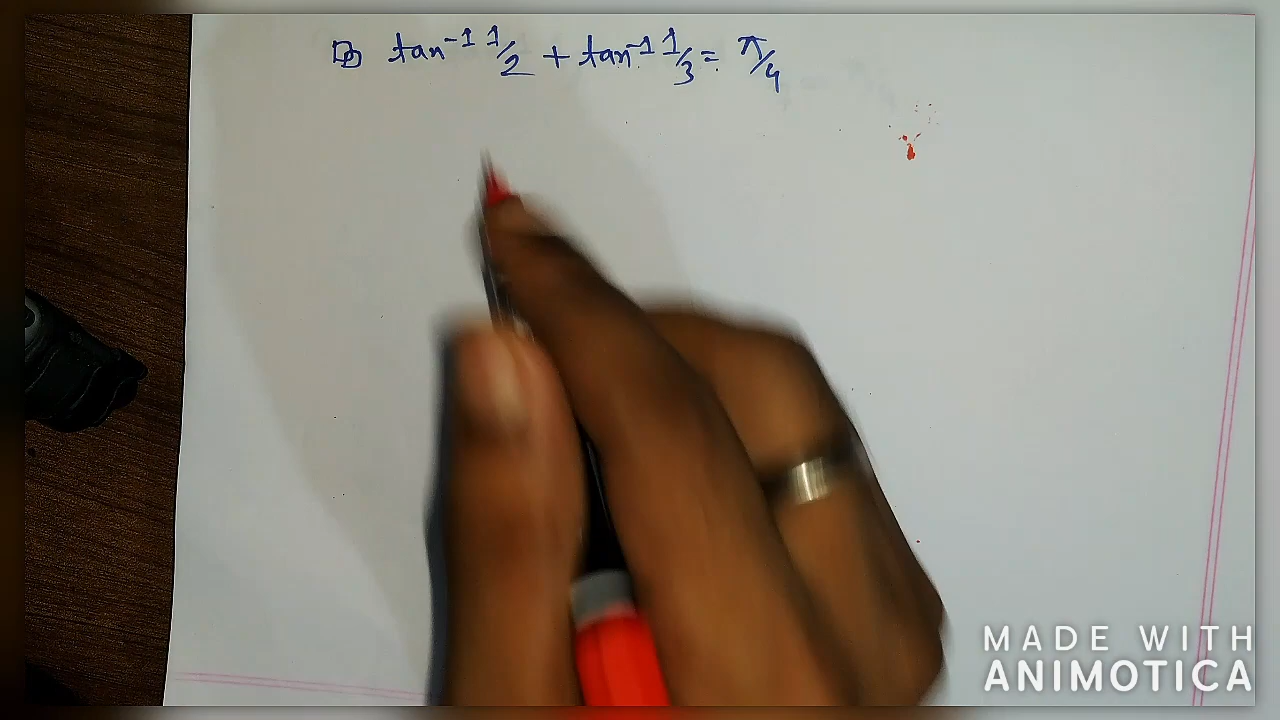 D) tan⁻¹ 1/2 + tan⁻¹ 1/3 = π/4
MADE WITH
ANIMOTICA